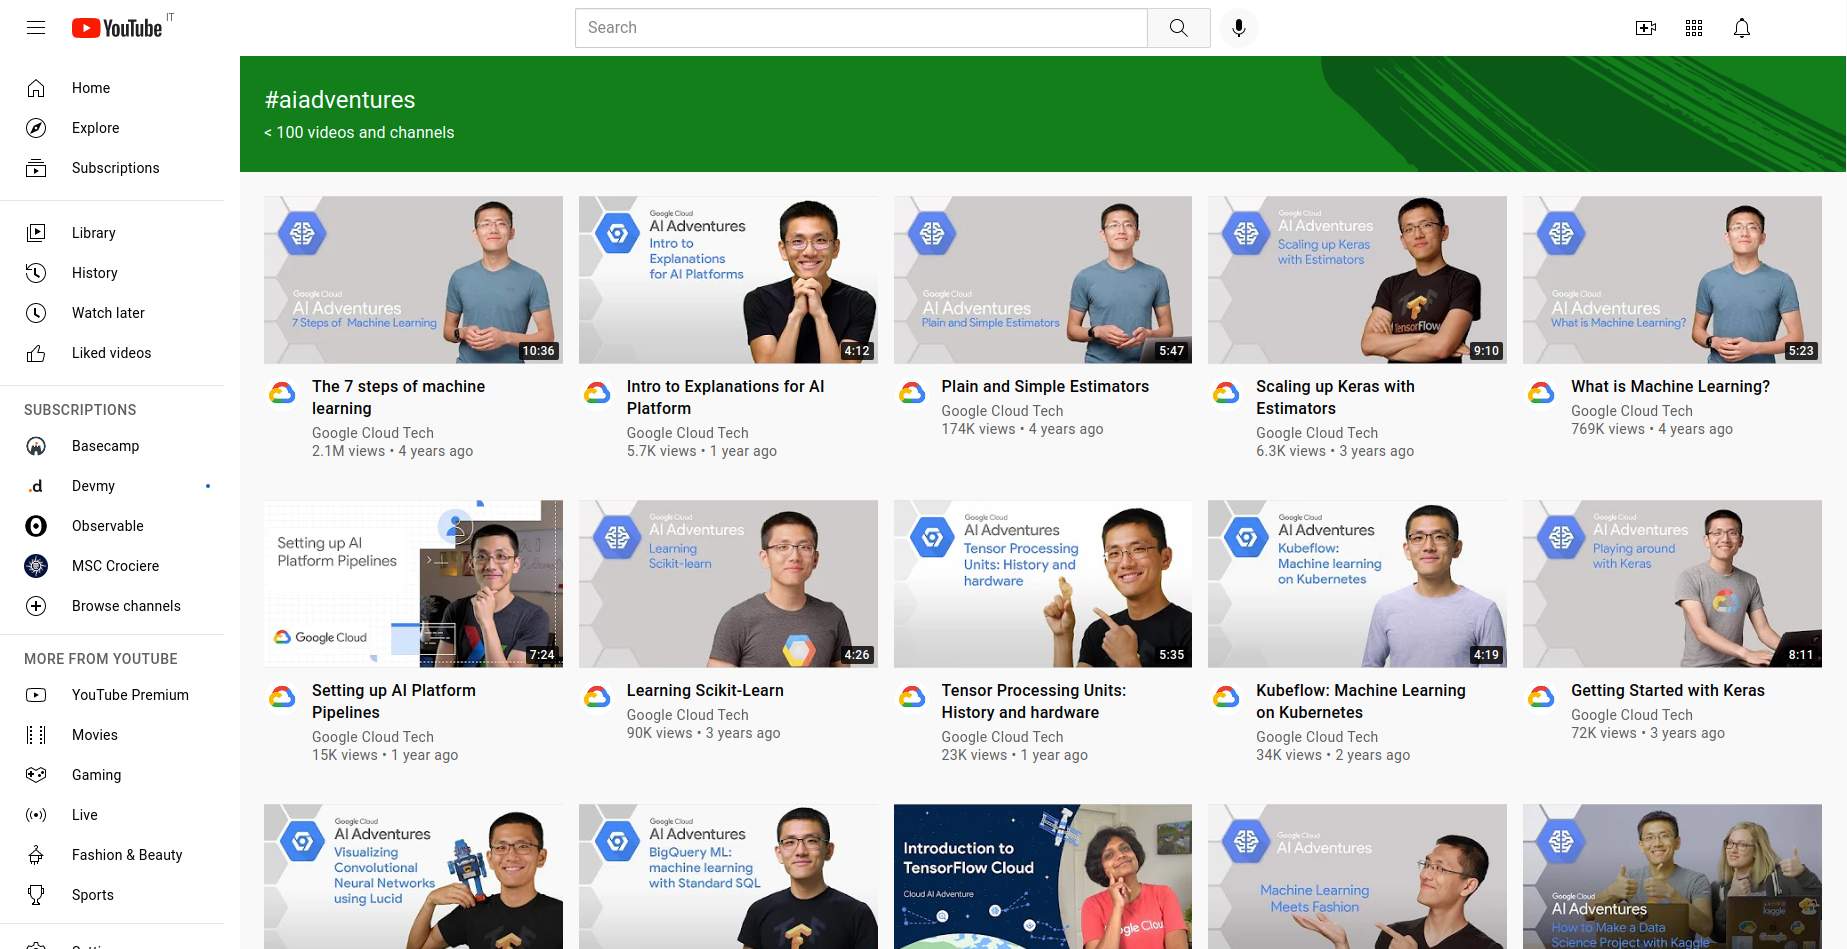 YouTube IT
Search
Home
Explore
Subscriptions
Library
History
Watch later
Liked videos
SUBSCRIPTIONS
Basecamp
.d Devmy
Observable
MSC Crociere
Browse channels
MORE FROM YOUTUBE
YouTube Premium
Movies
Gaming
Live
Fashion & Beauty
Sports
#aiadventures
< 100 videos and channels
Google Cloud
AI Adventures
7 Steps of Machine Learning
10:36
The 7 steps of machine
learning
Google Cloud Tech
2.1M views • 4 years ago
Google Cloud
AI Adventures
Intro to
Explanations
for AI Platforms
4:12
Intro to Explanations for AI
Platform
Google Cloud Tech
5.7K views • 1 year ago
Google Cloud
AI Adventures
Plain and Simple Estimators
5:47
Plain and Simple Estimators
Google Cloud Tech
174K views • 4 years ago
Google Cloud
AI Adventures
Scaling up Keras
with Estimators
TensorFlow
9:10
Scaling up Keras with
Estimators
Google Cloud Tech
6.3K views • 3 years ago
Google Cloud
AI Adventures
What is Machine Learning?
5:23
What is Machine Learning?
Google Cloud Tech
769K views • 4 years ago
Setting up AI
Platform Pipelines
Google Cloud
7:24
Setting up AI Platform
Pipelines
Google Cloud Tech
15K views • 1 year ago
Google Cloud
AI Adventures
Learning
Scikit-learn
4:26
Learning Scikit-Learn
Google Cloud Tech
90K views • 3 years ago
Google Cloud
AI Adventures
Tensor Processing
Units: History and
hardware
5:35
Tensor Processing Units:
History and hardware
Google Cloud Tech
23K views • 1 year ago
Google Cloud
AI Adventures
Kubeflow:
Machine learning
on Kubernetes
4:19
Kubeflow: Machine Learning
on Kubernetes
Google Cloud Tech
34K views • 2 years ago
Google Cloud
AI Adventures
Playing around
with Keras
8:11
Getting Started with Keras
Google Cloud Tech
72K views • 3 years ago
Google Cloud
AI Adventures
Visualizing
Convolutional
Neural Networks
using Lucid
Google Cloud
AI Adventures
BigQuery ML:
machine learning
with Standard SQL
Introduction to
TensorFlow Cloud
Cloud AI Adventure
Google Clou
Google Cloud
AI Adventures
Machine Learning
Meets Fashion
Google Cloud
AI Adventures
How to Make a Data
Science Project with Kaggle
kaggle